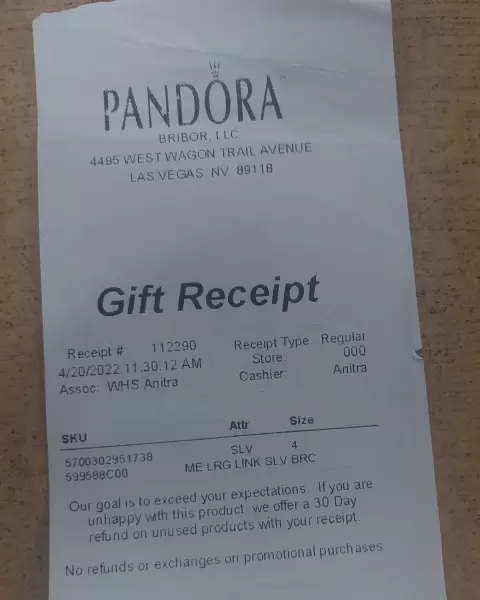 PANDORA
BRIBOR, LLC
4495 WEST WAGON TRAIL AVENUE
LAS VEGAS, NV 89118
Gift Receipt
Receipt # 112290 Receipt Type Regular
4/20/2022 11:30:12 AM Store: 000
Assoc: WHS Anitra Cashier: Anitra
SKU Attr Size
5700302951738 SLV 4
599588C00 ME LRG LINK SLV BRC
Our goal is to exceed your expectations. If you are
unhappy with this product, we offer a 30 Day
refund on unused products with your receipt.
No refunds or exchanges on promotional purchases